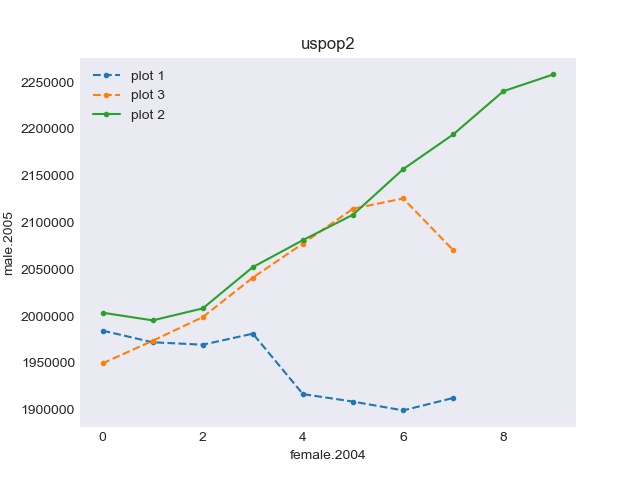 uspop2
plot 1
plot 3
plot 2
2250000
2200000
2150000
2100000
2050000
2000000
1950000
1900000
male.2005
0 2 4 6 8
female.2004